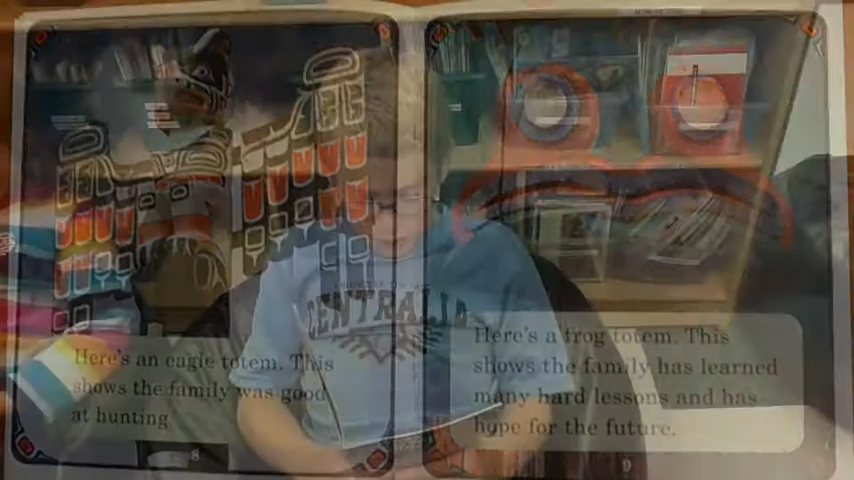 Here's an eagle totem. This
shows the family was good
at hunting
8
CENTRALIA
Here's a frog totem. This
shows the family has learned
many hard lessons and has
hope for the future.
9